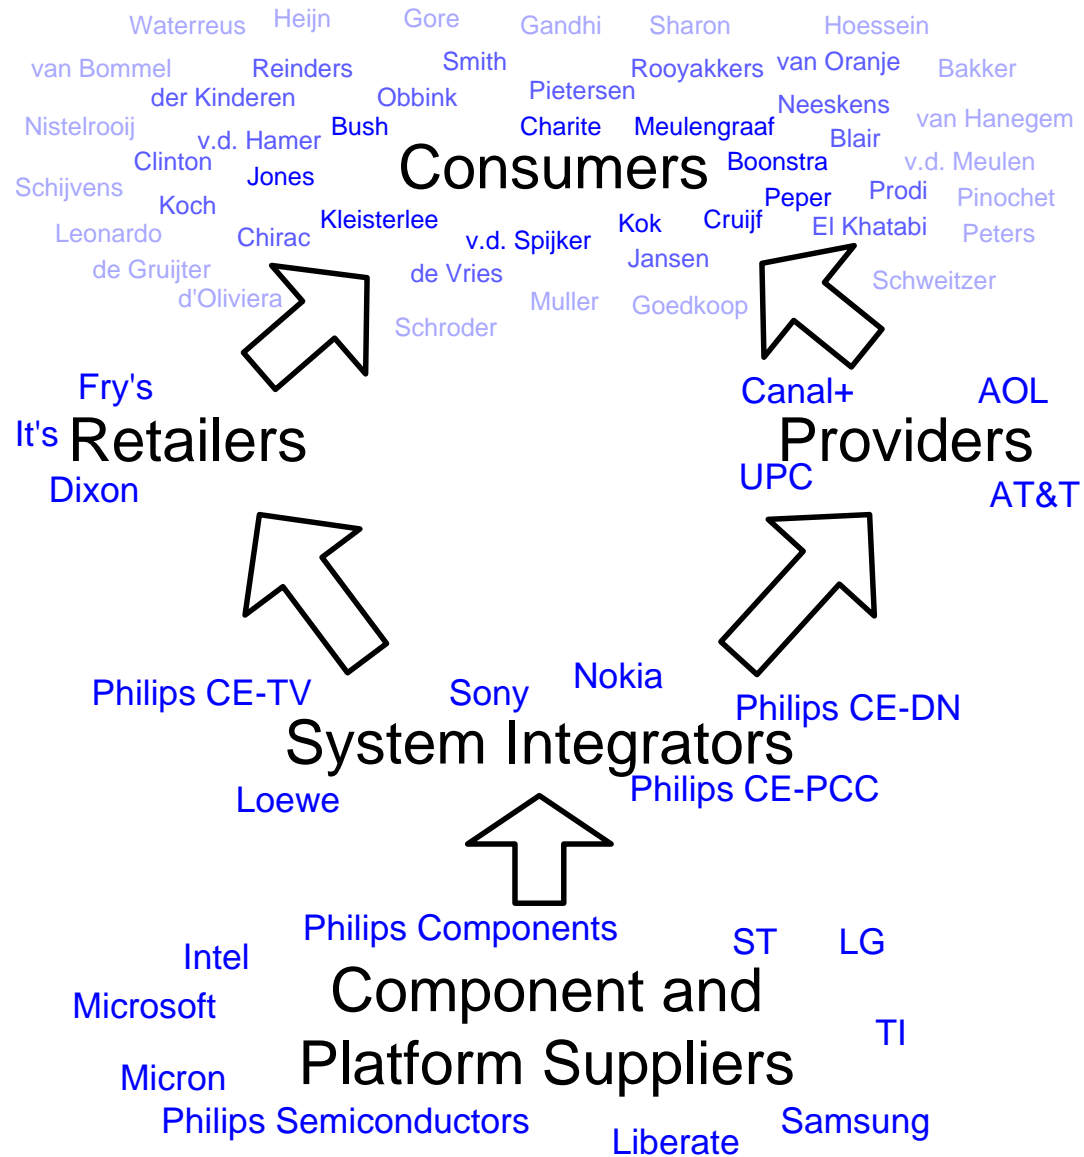 Waterreus Heijn Gore Gandhi Sharon Hoessein
van Bommel Reinders Smith Rooyakkers van Oranje Bakker
der Kinderen Obbink Pietersen Neeskens
Nistelrooij v.d. Hamer Bush Charite Meulengraaf Blair van Hanegem
Clinton Consumers Boonstra v.d. Meulen
Schijvens Jones Peper Prodi Pinochet
Koch Kleisterlee Kok Cruijf El Khatabi
Leonardo Chirac v.d. Spijker Jansen Peters
de Gruijter de Vries Schweitzer
d'Oliviera Muller Goedkoop
Schroder
Fry's Canal+ AOL
It's Retailers Providers
Dixon UPC AT&T
Philips CE-TV Sony Nokia Philips CE-DN
System Integrators
Loewe Philips CE-PCC
Philips Components ST LG
Intel
Microsoft Component and
TI
Micron Platform Suppliers
Philips Semiconductors Liberate Samsung